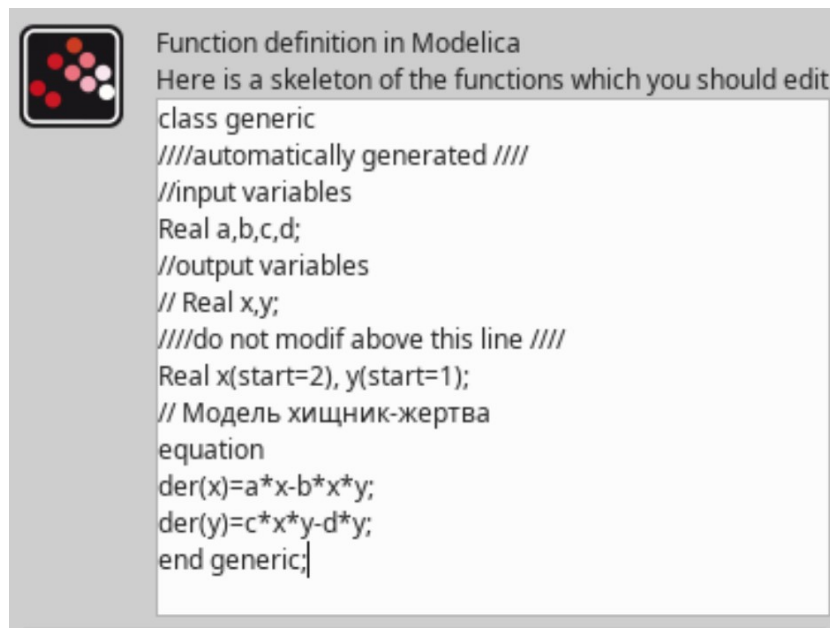 Function definition in Modelica
Here is a skeleton of the functions which you should edit
class generic
////automatically generated ////
//input variables
Real a,b,c,d;
//output variables
// Real x,y;
////do not modif above this line ////
Real x(start=2), y(start=1);
// Модель хищник-жертва
equation
der(x)=a*x-b*x*y;
der(y)=c*x*y-d*y;
end generic;